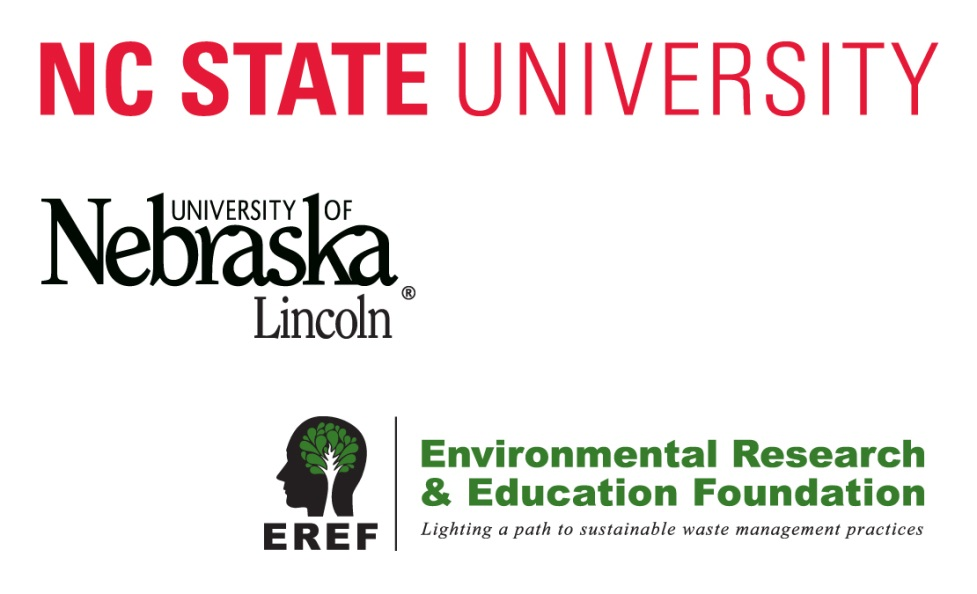 NC STATE UNIVERSITY
UNIVERSITY OF
Nebraska
Lincoln®
EREF
Environmental Research
& Education Foundation
Lighting a path to sustainable waste management practices